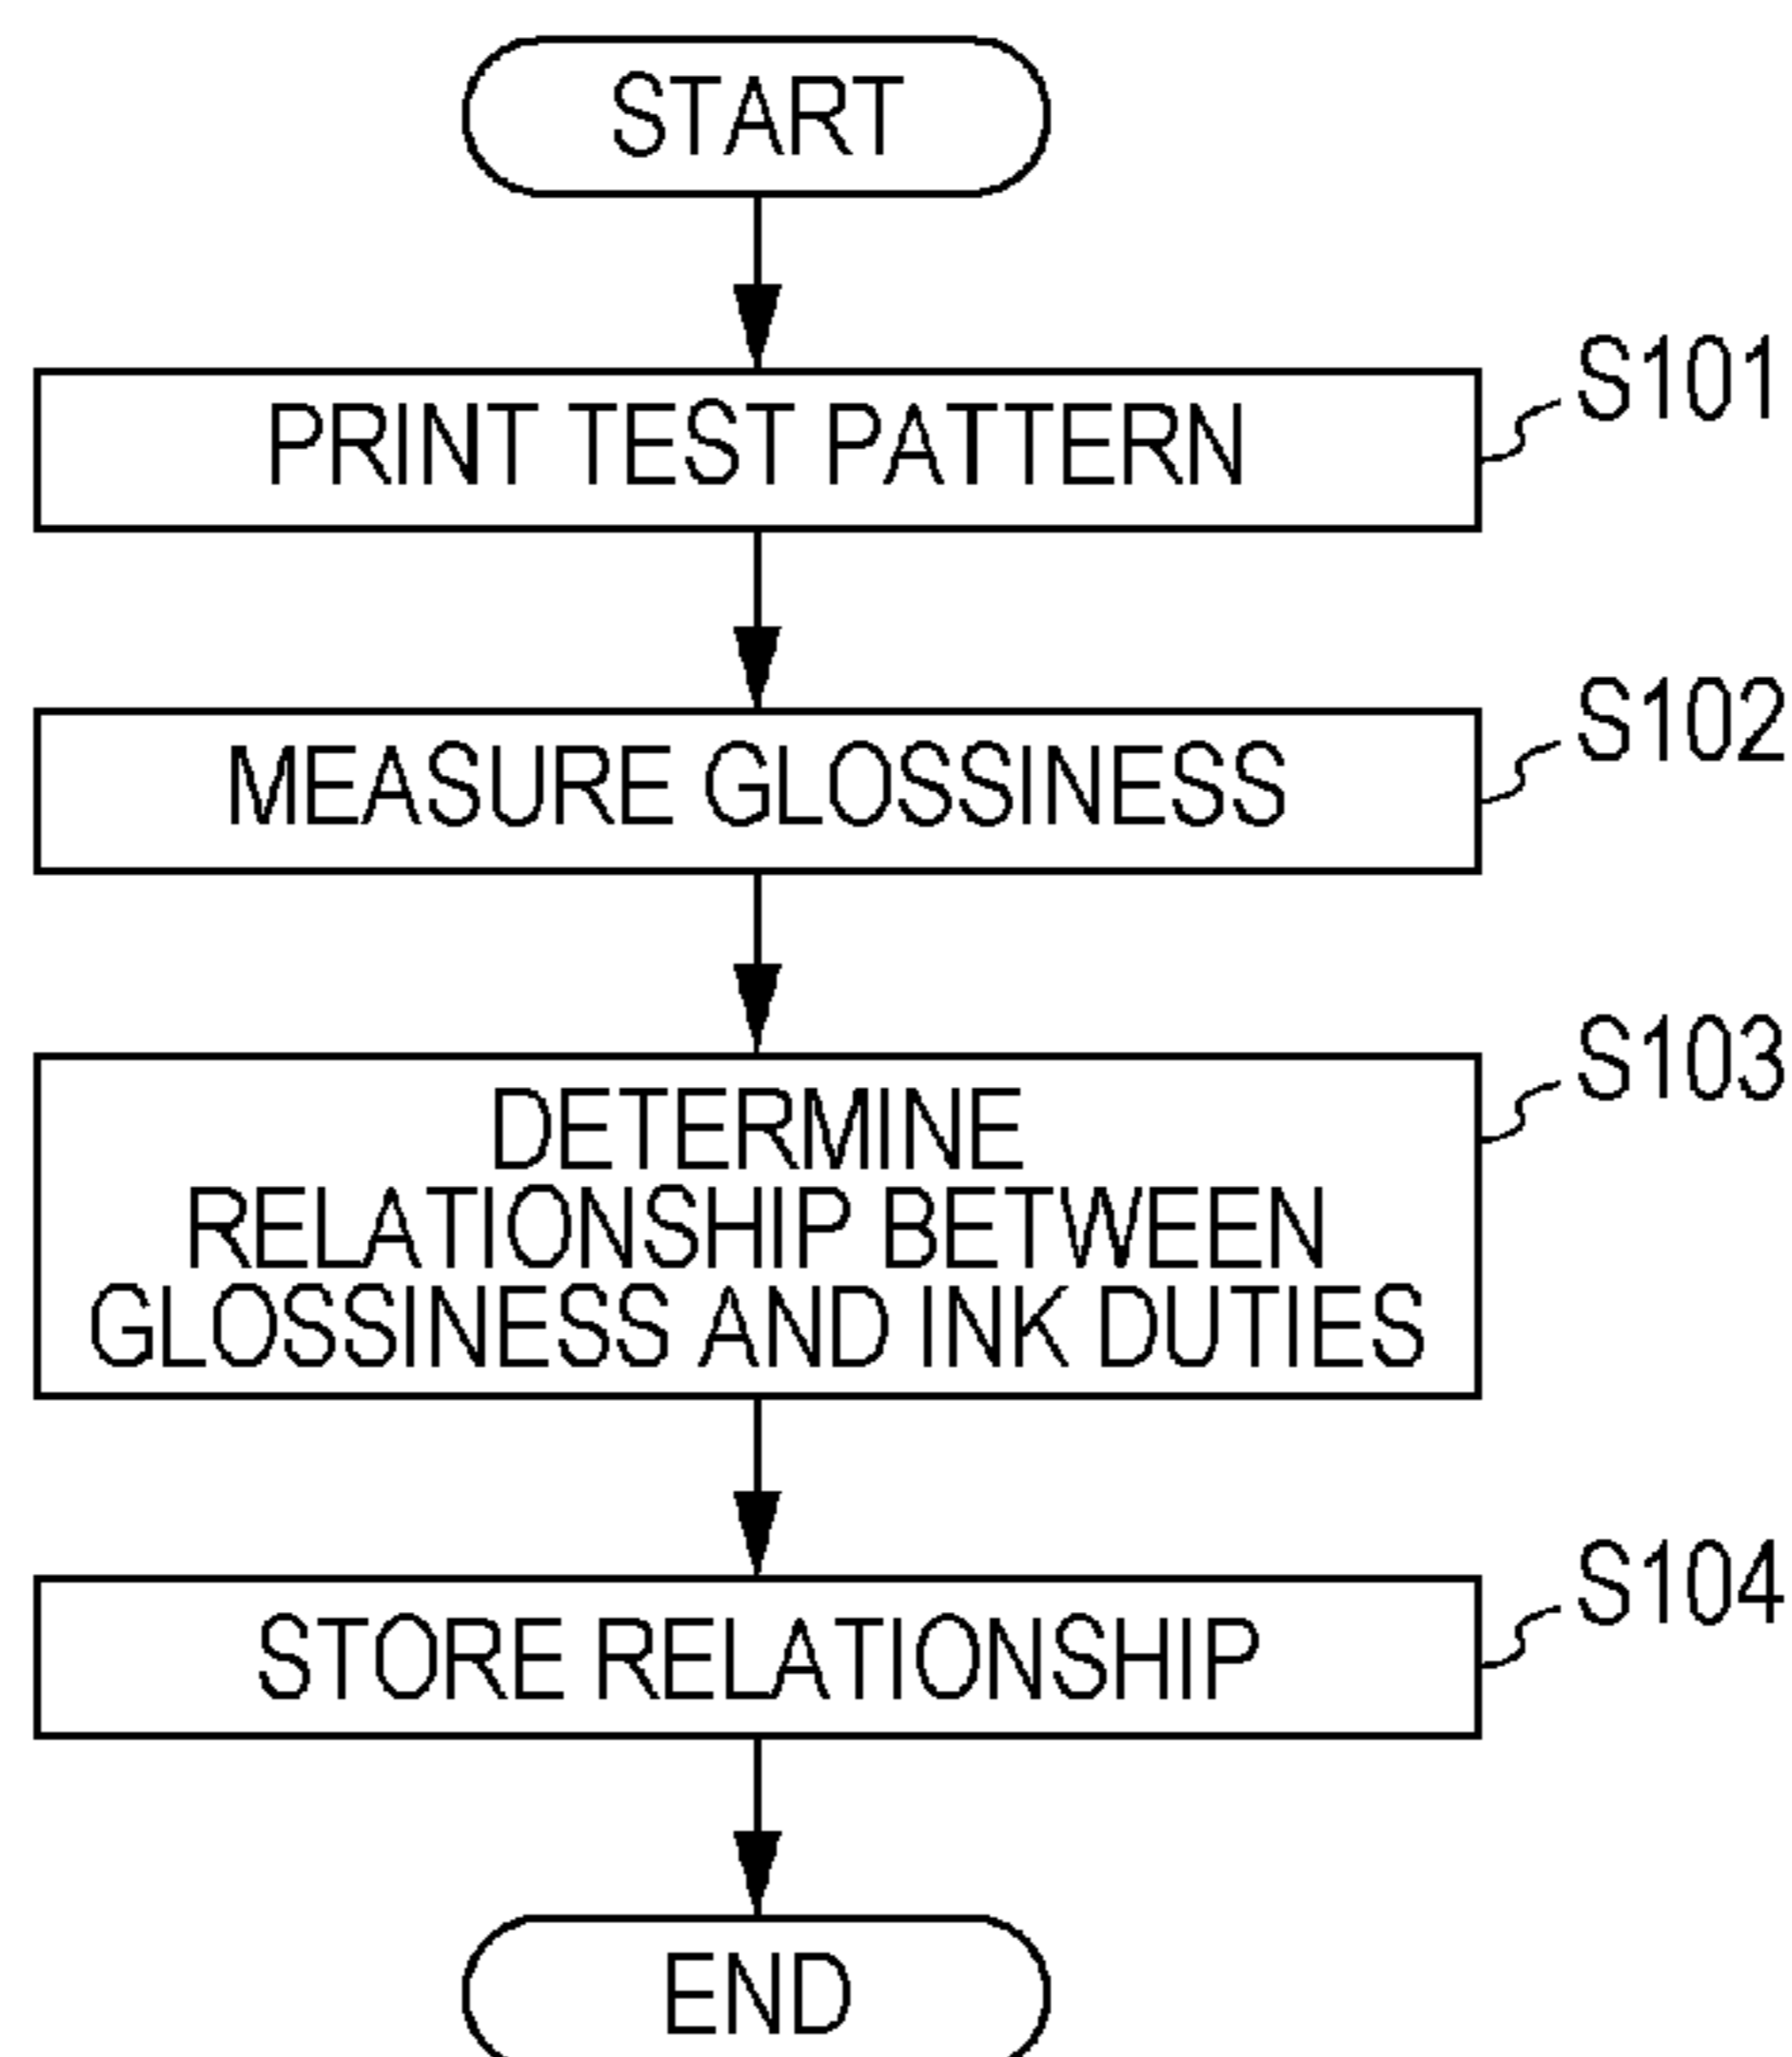 START
PRINT TEST PATTERN
S101
MEASURE GLOSSINESS
S102
DETERMINE
RELATIONSHIP BETWEEN
GLOSSINESS AND INK DUTIES
S103
STORE RELATIONSHIP
S104
END